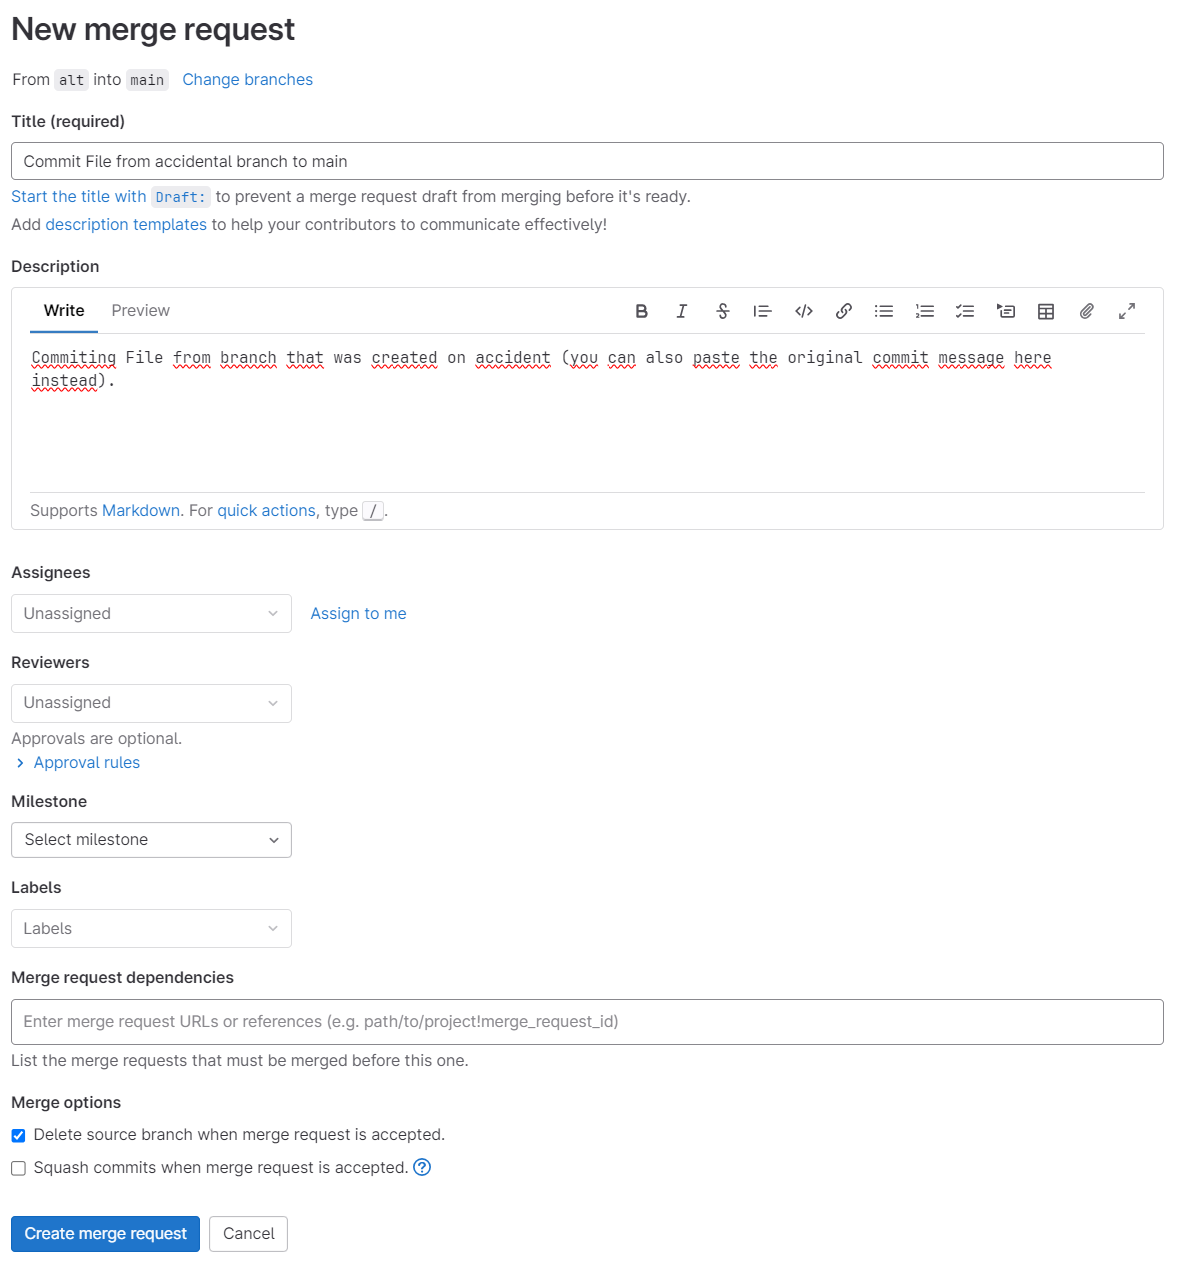 New merge request
From alt into main Change branches
Title (required)
Commit File from accidental branch to main
Start the title with Draft: to prevent a merge request draft from merging before it's ready.
Add description templates to help your contributors to communicate effectively!
Description
Write Preview
Commiting File from branch that was created on accident (you can also paste the original commit message here
instead).
Supports Markdown. For quick actions, type /.
Assignees
Unassigned Assign to me
Reviewers
Unassigned
Approvals are optional.
Approval rules
Milestone
Select milestone
Labels
Labels
Merge request dependencies
Enter merge request URLs or references (e.g. path/to/project!merge_request_id)
List the merge requests that must be merged before this one.
Merge options
Delete source branch when merge request is accepted.
Squash commits when merge request is accepted.
Create merge request Cancel